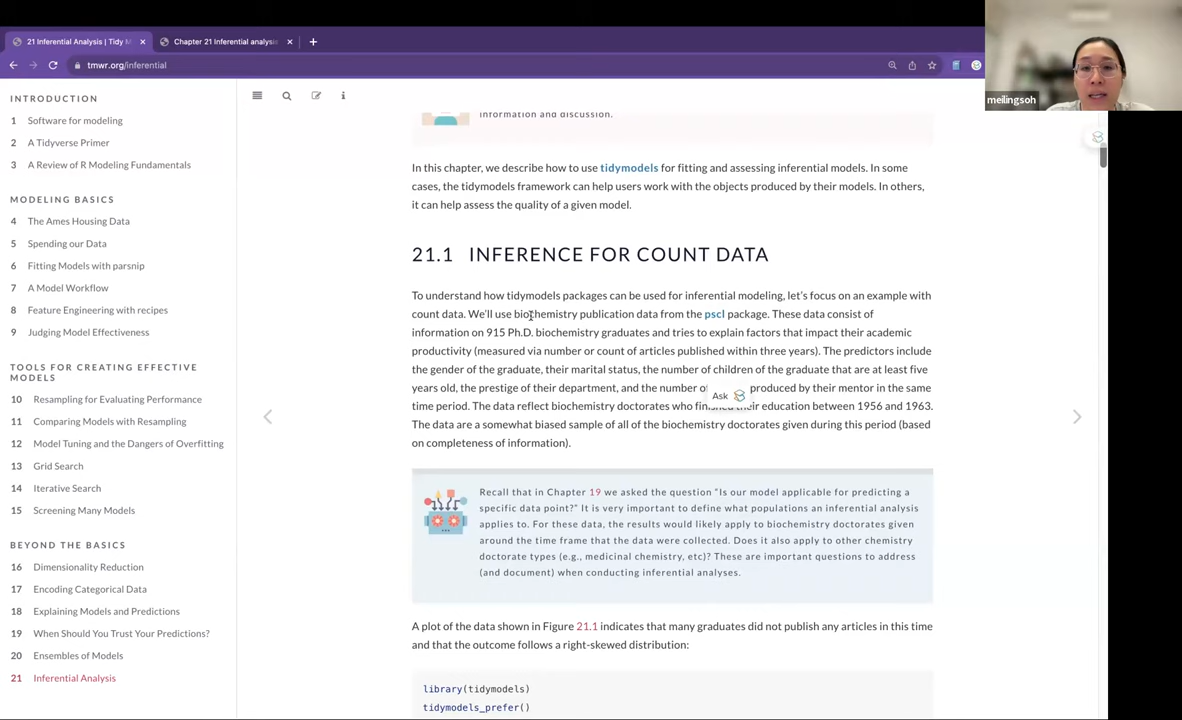 21 Inferential Analysis | Tidy M
Chapter 21 Inferential analysis
tmwr.org/inferential
meilingsoh
INTRODUCTION
1 Software for modeling
2 A Tidyverse Primer
3 A Review of R Modeling Fundamentals
MODELING BASICS
4 The Ames Housing Data
5 Spending our Data
6 Fitting Models with parsnip
7 A Model Workflow
8 Feature Engineering with recipes
9 Judging Model Effectiveness
TOOLS FOR CREATING EFFECTIVE
MODELS
10 Resampling for Evaluating Performance
11 Comparing Models with Resampling
12 Model Tuning and the Dangers of Overfitting
13 Grid Search
14 Iterative Search
15 Screening Many Models
BEYOND THE BASICS
16 Dimensionality Reduction
17 Encoding Categorical Data
18 Explaining Models and Predictions
19 When Should You Trust Your Predictions?
20 Ensembles of Models
21 Inferential Analysis
information and discussion.
In this chapter, we describe how to use tidymodels for fitting and assessing inferential models. In some
cases, the tidymodels framework can help users work with the objects produced by their models. In others,
it can help assess the quality of a given model.
21.1 INFERENCE FOR COUNT DATA
To understand how tidymodels packages can be used for inferential modeling, let's focus on an example with
count data. We'll use biochemistry publication data from the pscl package. These data consist of
information on 915 Ph.D. biochemistry graduates and tries to explain factors that impact their academic
productivity (measured via number or count of articles published within three years). The predictors include
the gender of the graduate, their marital status, the number of children of the graduate that are at least five
years old, the prestige of their department, and the number of produced by their mentor in the same
Ask
time period. The data reflect biochemistry doctorates who finished their education between 1956 and 1963.
The data are a somewhat biased sample of all of the biochemistry doctorates given during this period (based
on completeness of information).
Recall that in Chapter 19 we asked the question "Is our model applicable for predicting a
specific data point?" It is very important to define what populations an inferential analysis
applies to. For these data, the results would likely apply to biochemistry doctorates given
around the time frame that the data were collected. Does it also apply to other chemistry
doctorate types (e.g., medicinal chemistry, etc)? These are important questions to address
(and document) when conducting inferential analyses.
A plot of the data shown in Figure 21.1 indicates that many graduates did not publish any articles in this time
and that the outcome follows a right-skewed distribution:
library(tidymodels)
tidymodels_prefer()